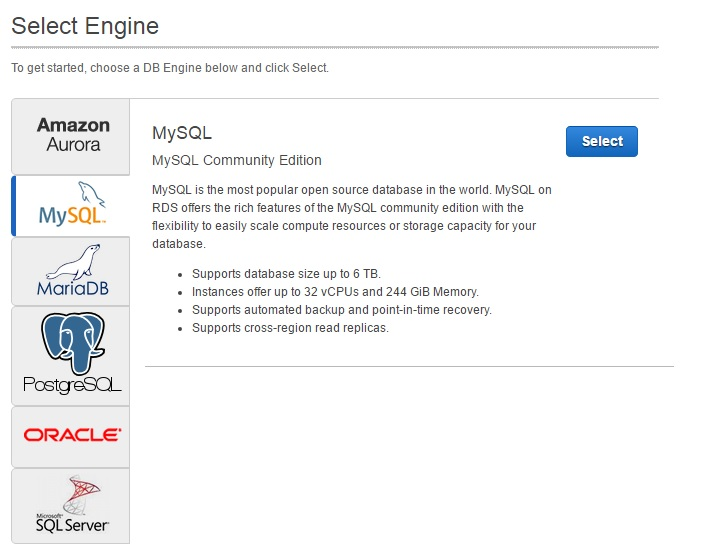 Select Engine
To get started, choose a DB Engine below and click Select.
Amazon
Aurora
MySQL™
MariaDB
PostgreSQL
ORACLE®
Microsoft®
SQL Server®
MySQL
Select
MySQL Community Edition
MySQL is the most popular open source database in the world. MySQL on
RDS offers the rich features of the MySQL community edition with the
flexibility to easily scale compute resources or storage capacity for your
database.
• Supports database size up to 6 TB.
• Instances offer up to 32 vCPUs and 244 GiB Memory.
• Supports automated backup and point-in-time recovery.
• Supports cross-region read replicas.